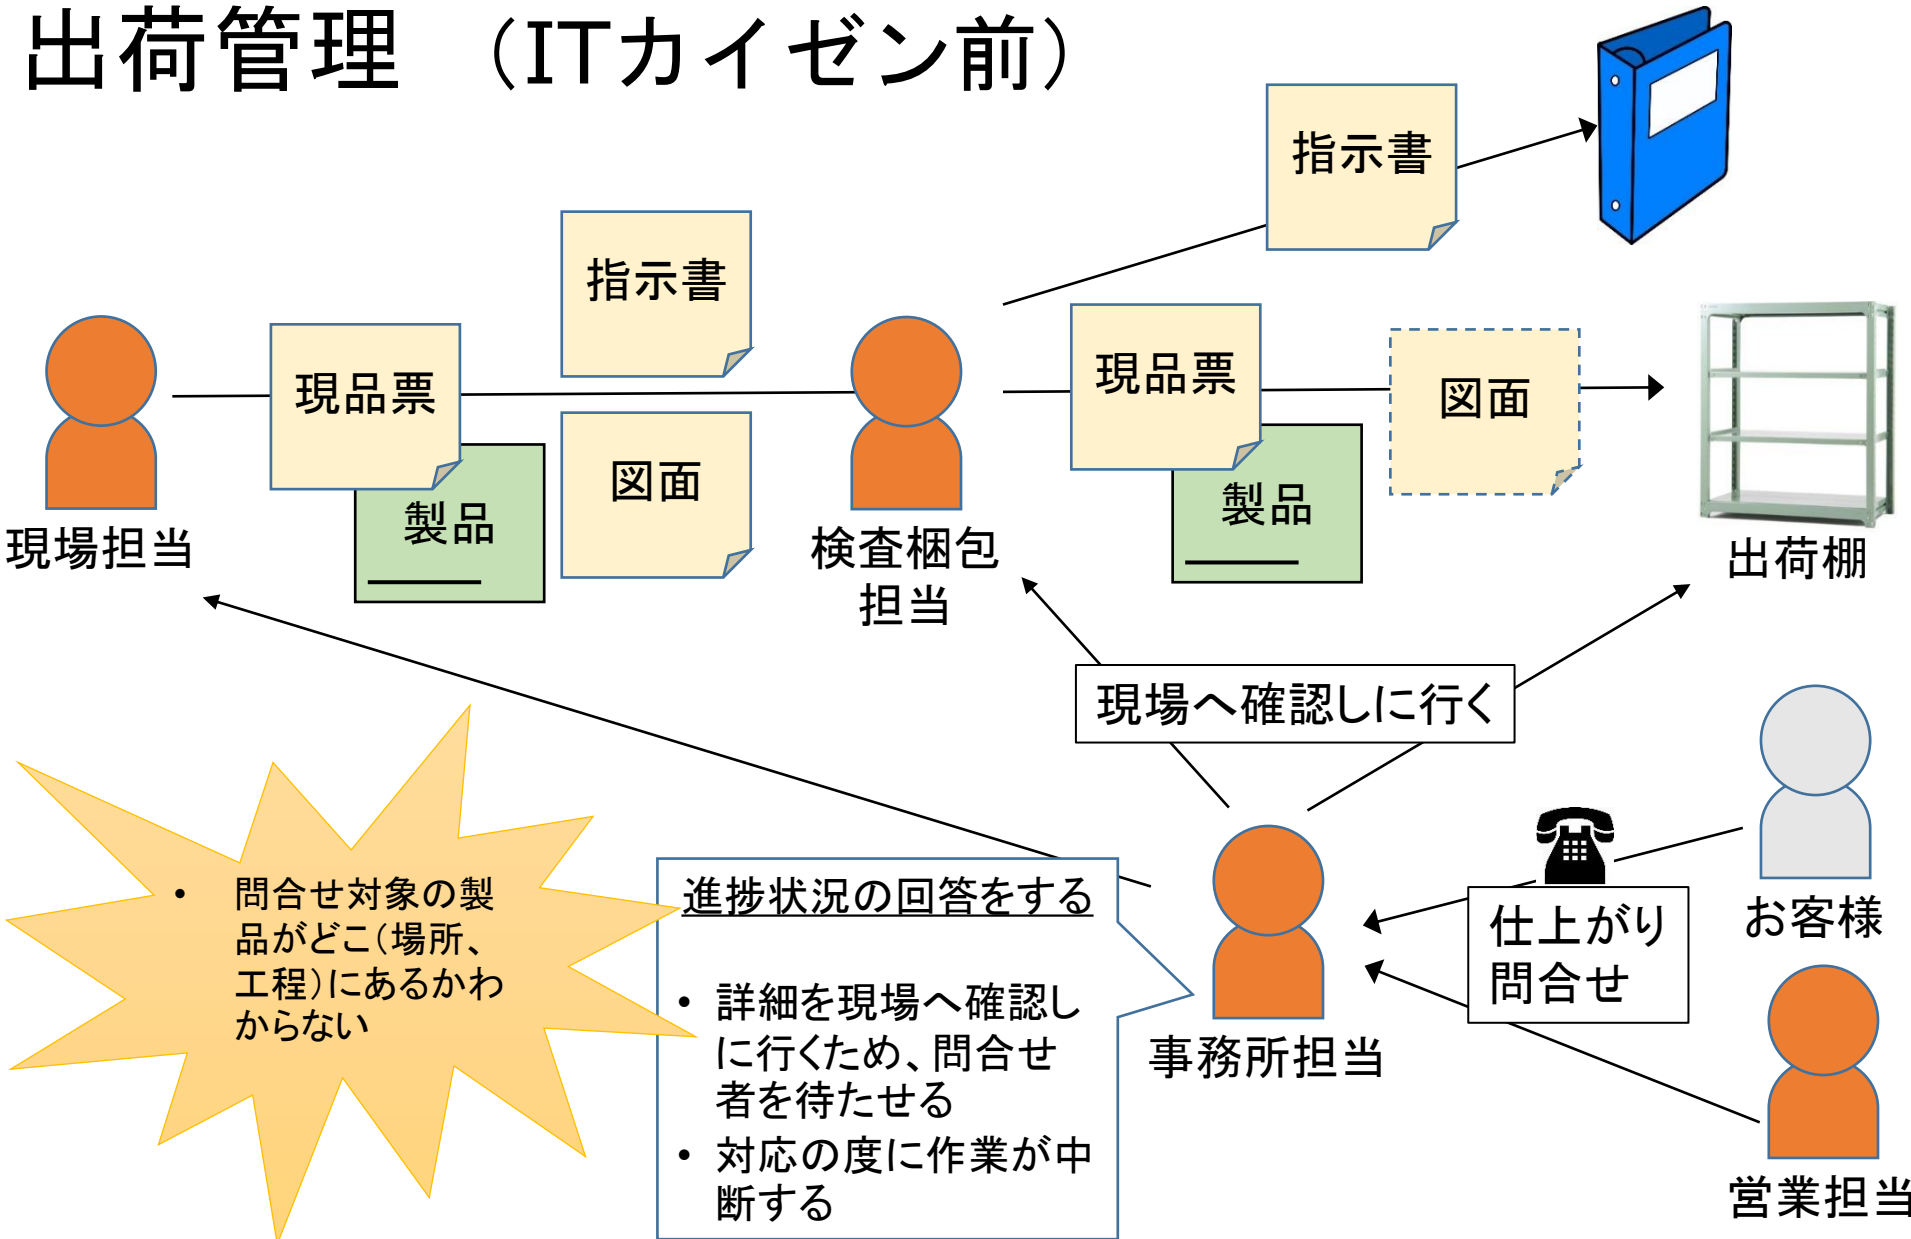 出荷管理 （ITカイゼン前）
指示書
指示書
現品票
製品
図面
現品票
製品
図面
現場担当
検査梱包
担当
出荷棚
現場へ確認しに行く
• 問合せ対象の製
品がどこ（場所、
工程）にあるかわ
からない
進捗状況の回答をする
• 詳細を現場へ確認し
に行くため、問合せ
者を待たせる
• 対応の度に作業が中
断する
事務所担当
仕上がり
問合せ
お客様
営業担当